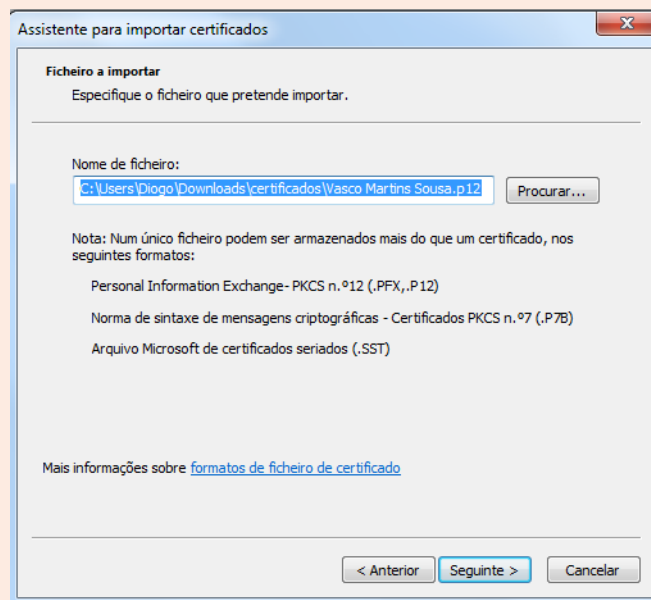 Assistente para importar certificados
Ficheiro a importar
Especifique o ficheiro que pretende importar.
Nome de ficheiro:
C:\Users\Diogo\Downloads\certificados\Vasco Martins Sousa.p12
Procurar...
Nota: Num único ficheiro podem ser armazenados mais do que um certificado, nos
seguintes formatos:
Personal Information Exchange- PKCS n.º12 (.PFX,.P12)
Norma de sintaxe de mensagens criptográficas - Certificados PKCS n.º7 (.P7B)
Arquivo Microsoft de certificados seriados (.SST)
Mais informações sobre formatos de ficheiro de certificado
< Anterior
Seguinte >
Cancelar